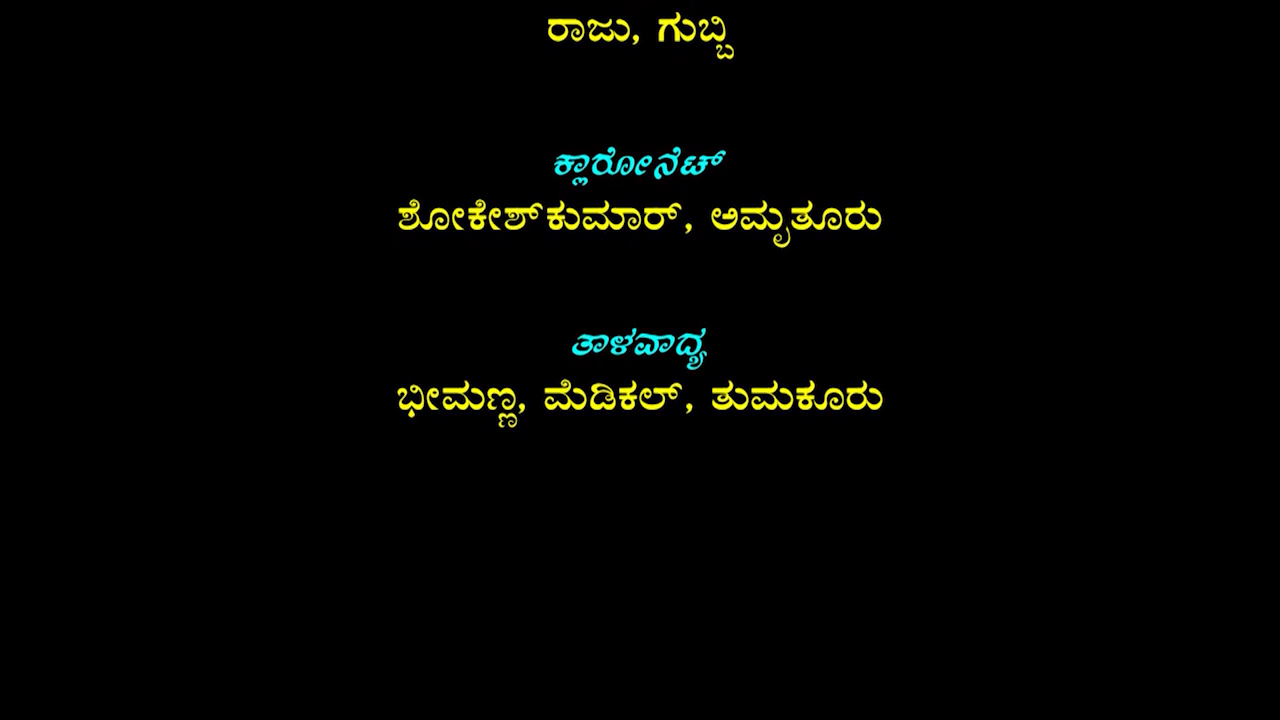 ರಾಜು, ಗುಬ್ಬಿ
ಕ್ಲಾರೋನೆಟ್
ಶೋಕೇಶ್‌ಕುಮಾರ್, ಅಮೃತೂರು
ತಾಳವಾದ್ಯ
ಭೀಮಣ್ಣ, ಮೆಡಿಕಲ್, ತುಮಕೂರು